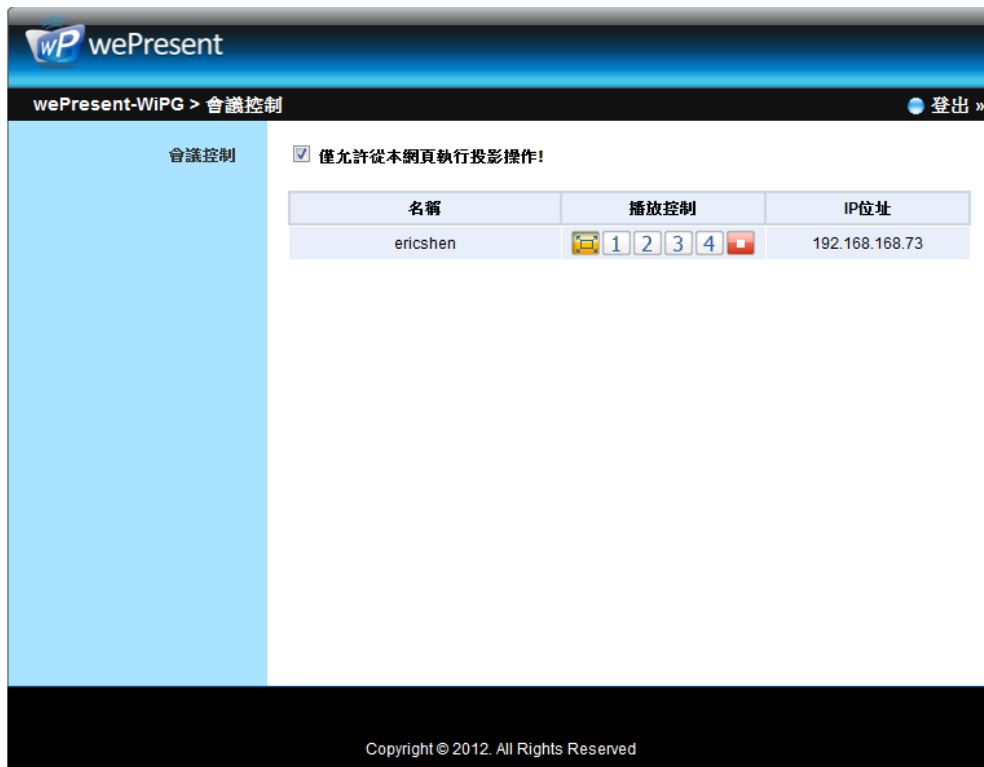 wP wePresent
wePresent-WiPG > 會議控制 登出 »
會議控制 僅允許從本網頁執行投影操作!
名稱 播放控制 IP位址
ericshen 1 2 3 4 192.168.168.73
Copyright © 2012. All Rights Reserved